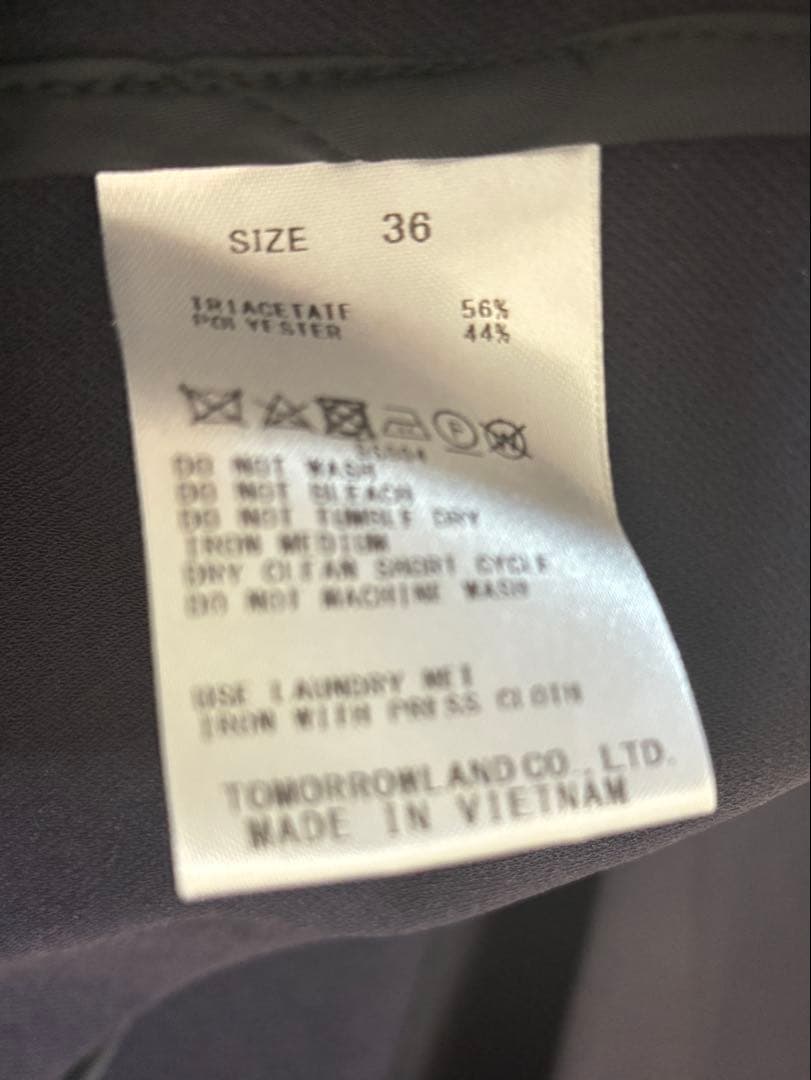 SIZE 36
TRIACETATE 56%
POLYESTER 44%
DO NOT WASH
DO NOT BLEACH
DO NOT TUMBLE DRY
IRON MEDIUM
DRY CLEAN SHORT CYCLE
DO NOT MACHINE WASH
USE LAUNDRY NET
IRON WITH PRESS CLOTH
TOMORROWLAND CO., LTD.
MADE IN VIETNAM